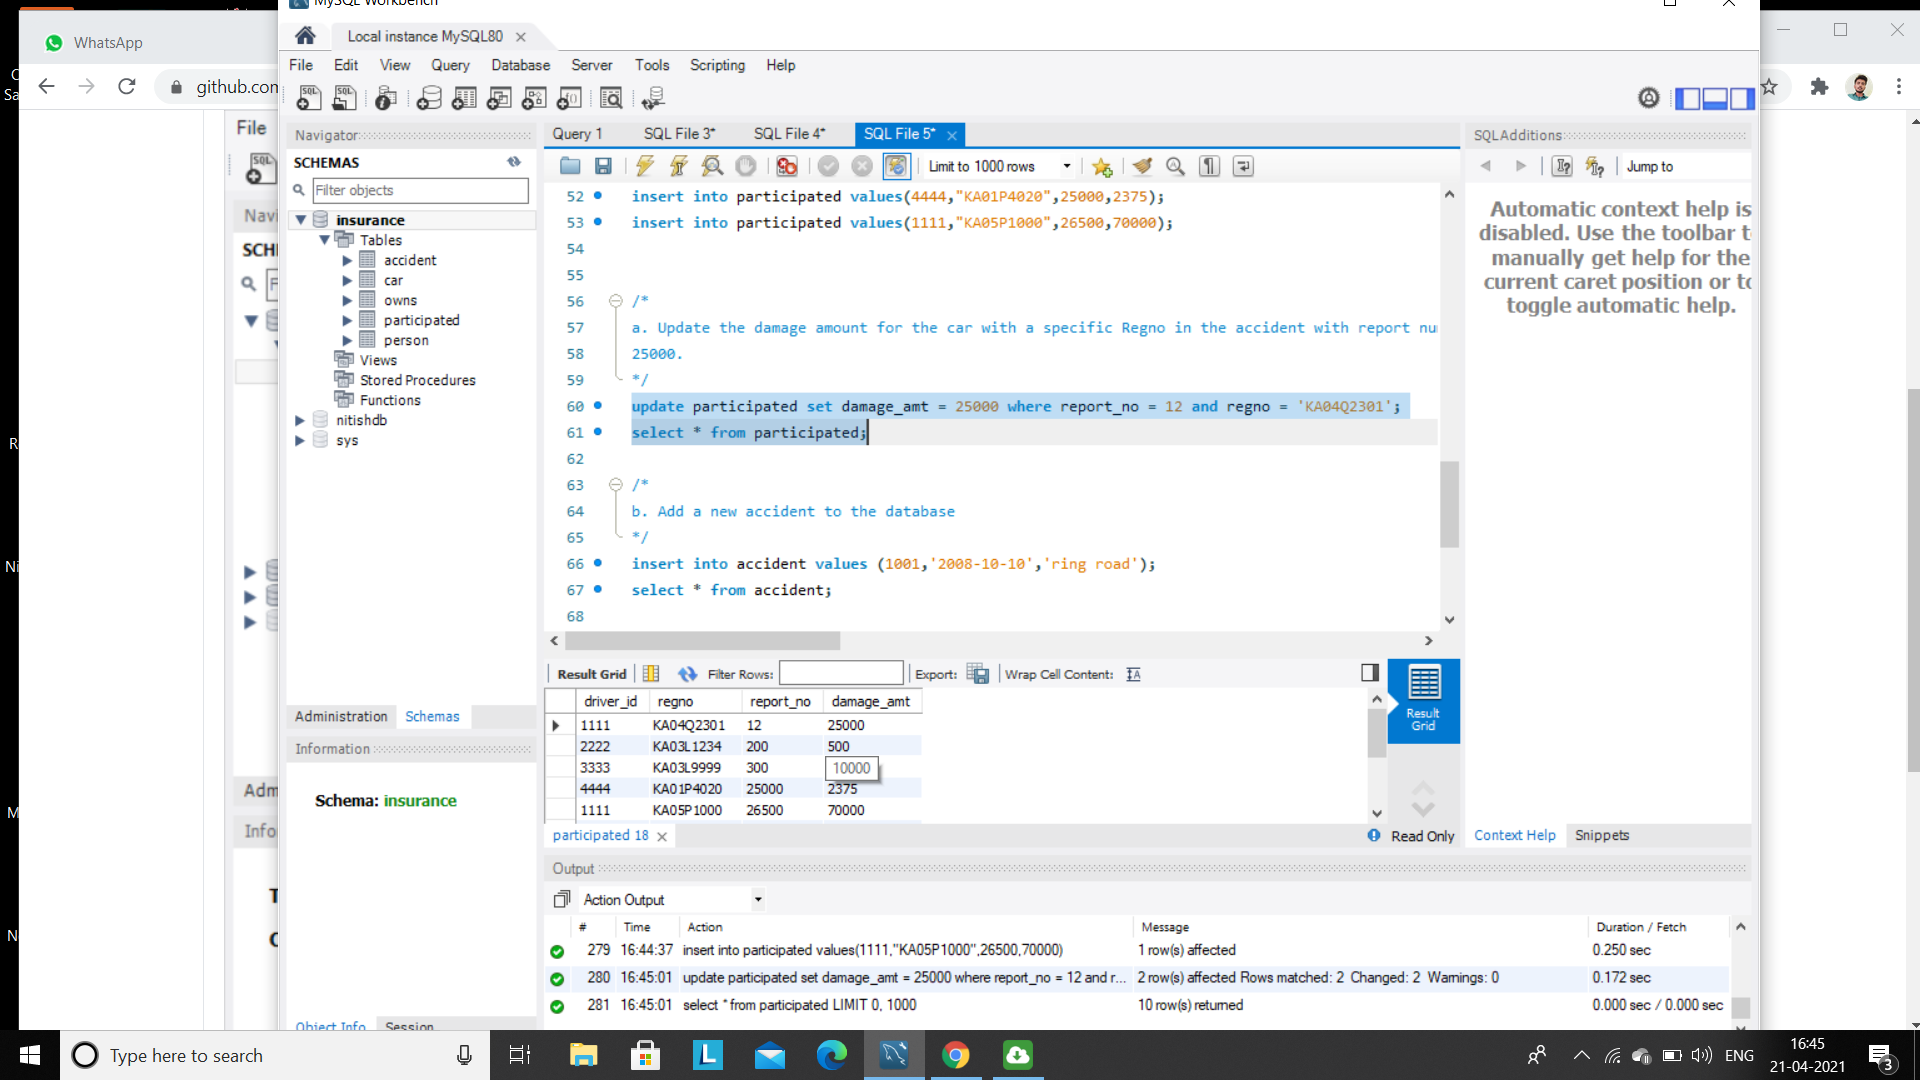 MySQL Workbench
WhatsApp
github.com
Local instance MySQL80
File Edit View Query Database Server Tools Scripting Help
File
Navigator
Query 1 SQL File 3* SQL File 4* SQL File 5*
SQLAdditions
SCHEMAS
Limit to 1000 rows
Jump to
Filter objects
insurance
Tables
accident
car
owns
participated
person
Views
Stored Procedures
Functions
nitishdb
sys
52 insert into participated values(4444,"KA01P4020",25000,2375);
53 insert into participated values(1111,"KA05P1000",26500,70000);
54
55
56 /*
57 a. Update the damage amount for the car with a specific Regno in the accident with report nu
58 25000.
59 */
60 update participated set damage_amt = 25000 where report_no = 12 and regno = 'KA04Q2301';
61 select * from participated;
62
63 /*
64 b. Add a new accident to the database
65 */
66 insert into accident values (1001,'2008-10-10','ring road');
67 select * from accident;
68
Automatic context help is
disabled. Use the toolbar to
manually get help for the
current caret position or to
toggle automatic help.
Result Grid Filter Rows: Export: Wrap Cell Content:
driver_id regno report_no damage_amt
1111 KA04Q2301 12 25000
2222 KA03L1234 200 500
3333 KA03L9999 300 10000
4444 KA01P4020 25000 2375
1111 KA05P1000 26500 70000
Result
Grid
participated 18
Read Only
Context Help Snippets
Administration Schemas
Information
Schema: insurance
Object Info Session
Output
Action Output
# Time Action Message Duration / Fetch
279 16:44:37 insert into participated values(1111,"KA05P1000",26500,70000) 1 row(s) affected 0.250 sec
280 16:45:01 update participated set damage_amt = 25000 where report_no = 12 and r... 2 row(s) affected Rows matched: 2 Changed: 2 Warnings: 0 0.172 sec
281 16:45:01 select * from participated LIMIT 0, 1000 10 row(s) returned 0.000 sec / 0.000 sec
Type here to search
ENG
16:45
21-04-2021
3